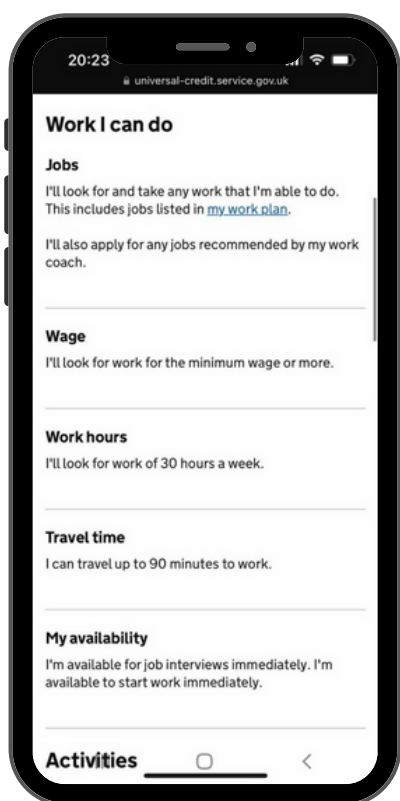 20:23
universal-credit.service.gov.uk
Work I can do
Jobs
I'll look for and take any work that I'm able to do.
This includes jobs listed in my work plan.
I'll also apply for any jobs recommended by my work
coach.
Wage
I'll look for work for the minimum wage or more.
Work hours
I'll look for work of 30 hours a week.
Travel time
I can travel up to 90 minutes to work.
My availability
I'm available for job interviews immediately. I'm
available to start work immediately.
Activities